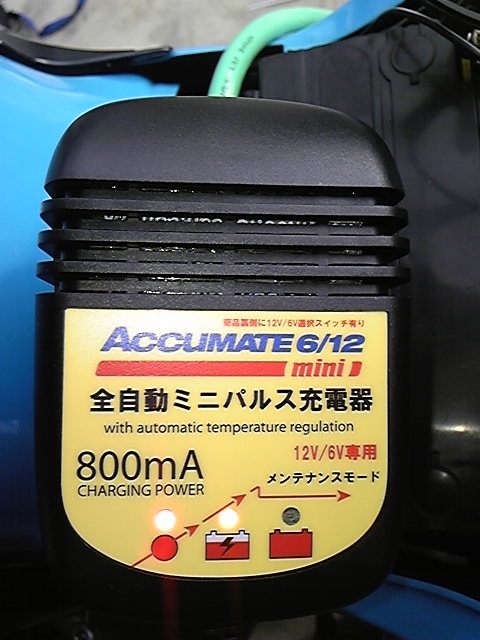 商品裏側に12V/6V選択スイッチ有り
ACCUMATE 6/12
mini
全自動ミニパルス充電器
with automatic temperature regulation
12V/6V専用
800mA
メンテナンスモード
CHARGING POWER